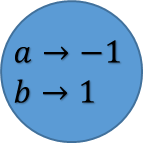 a → −1
b → 1